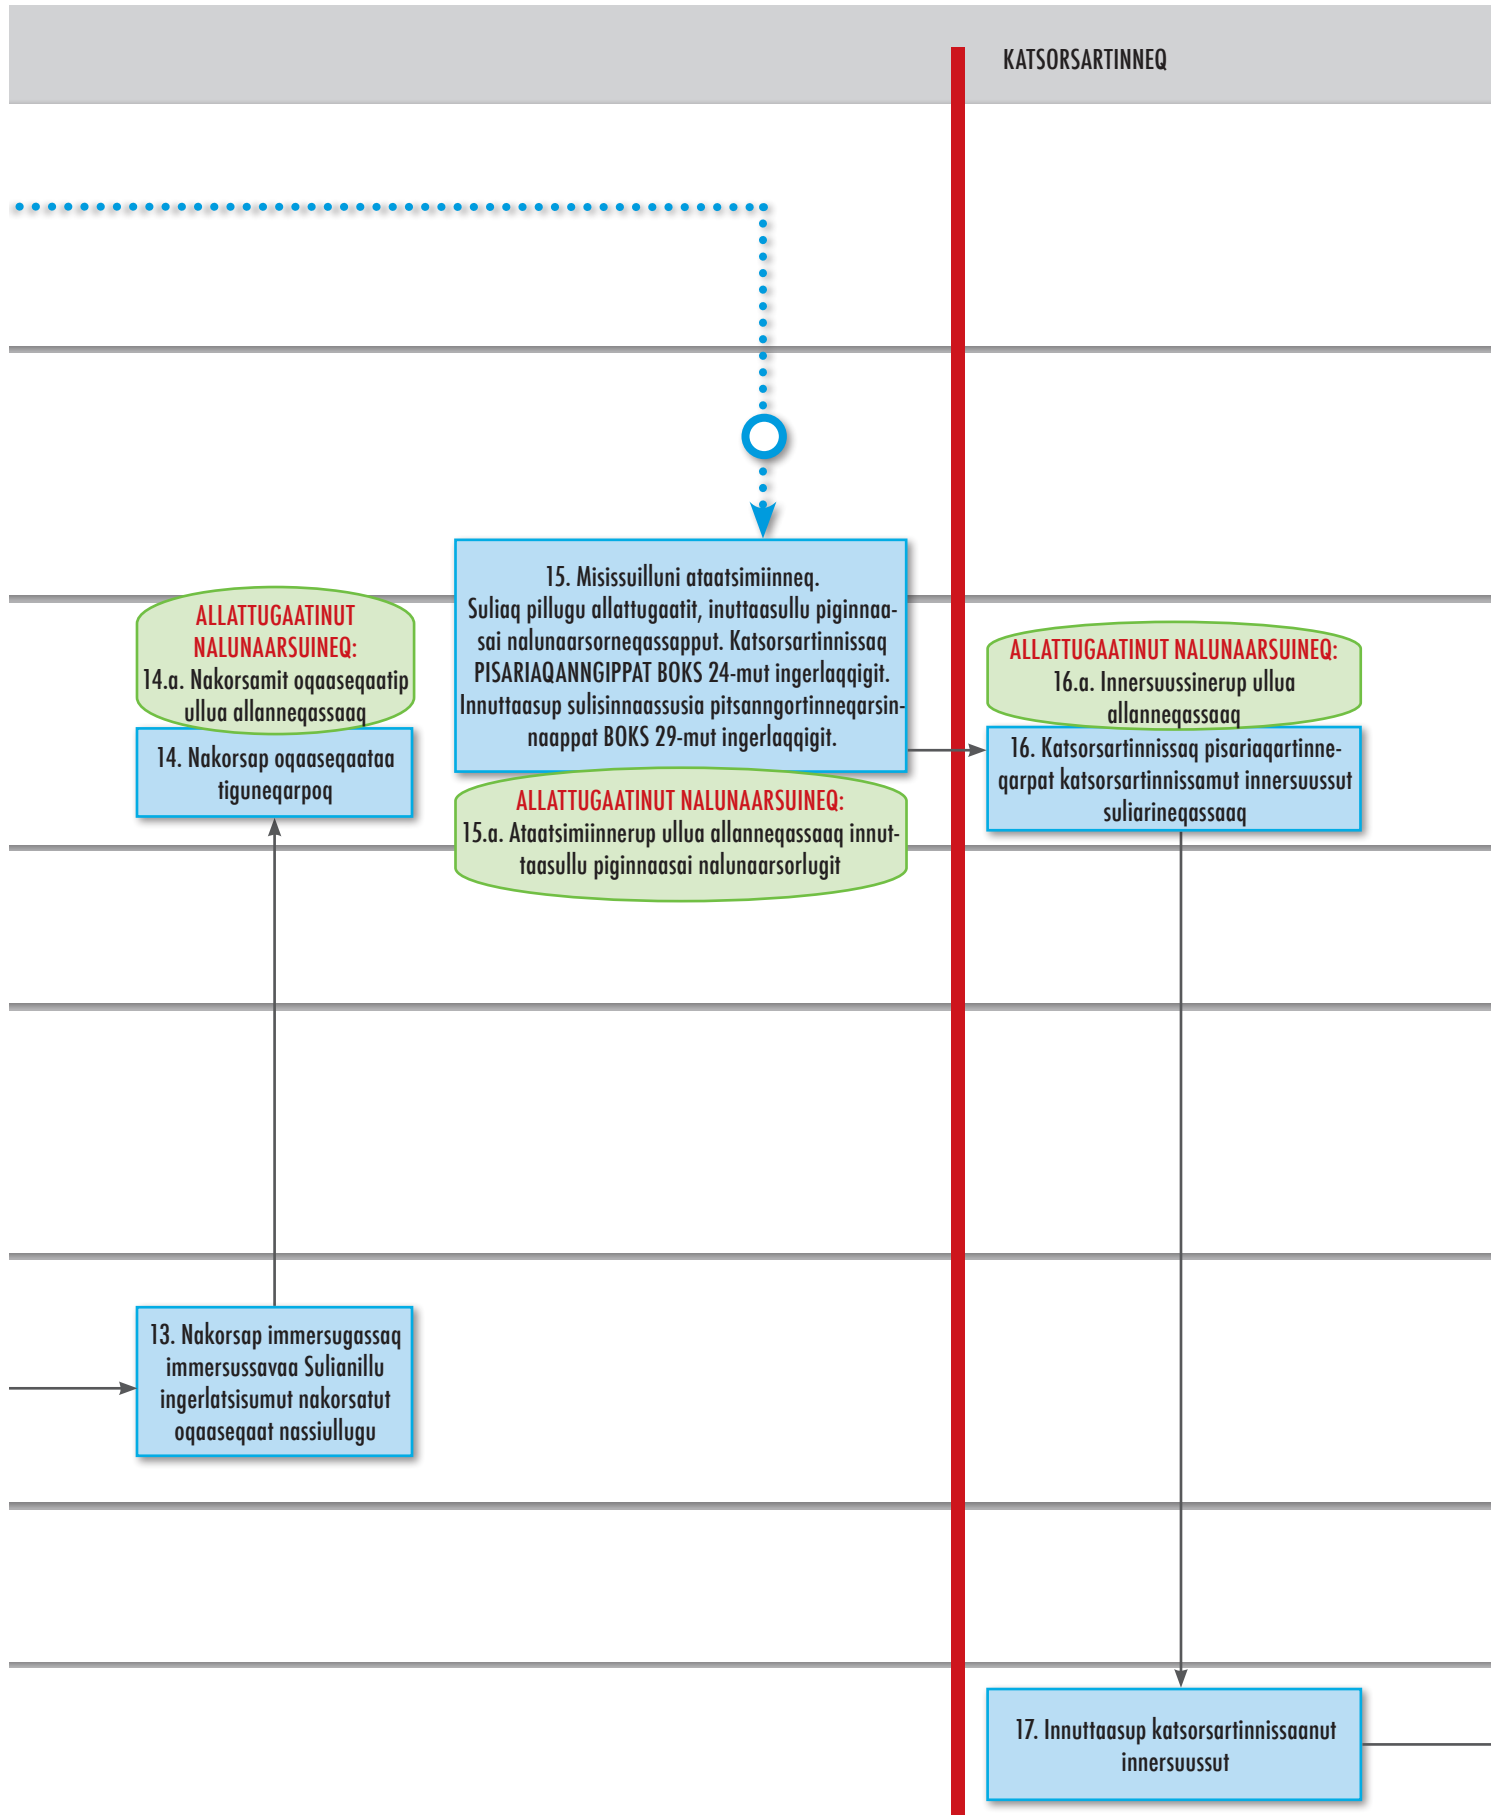 KATSORSARTINNEQ
15. Misissuilluni ataatsimiinneq.
Suliaq pillugu allattugaatit, inuttaasullu piginnaa-
sai nalunaarsorneqassapput. Katsorsartinnissaq
PISARIAQANNGIPPAT BOKS 24-mut ingerlaqqigit.
Innuttaasup sulisinnaassusia pitsanngortinneqarsin-
naappat BOKS 29-mut ingerlaqqigit.
ALLATTUGAATINUT
NALUNAARSUINEQ:
14.a. Nakorsamit oqaaseqaatip
ullua allanneqassaaq
14. Nakorsap oqaaseqaataa
tiguneqarpoq
ALLATTUGAATINUT NALUNAARSUINEQ:
15.a. Ataatsimiinnerup ullua allanneqassaaq innut-
taasullu piginnaasai nalunaarsorlugit
ALLATTUGAATINUT NALUNAARSUINEQ:
16.a. Innersuussinerup ullua
allanneqassaaq
16. Katsorsartinnissaq pisariaqartinne-
qarpat katsorsartinnissamut innersuussut
suliarineqassaaq
13. Nakorsap immersugassaq
immersussavaa Sulianillu
ingerlatsisumut nakorsatut
oqaaseqaat nassiullugu
17. Innuttaasup katsorsartinnissaanut
innersuussut